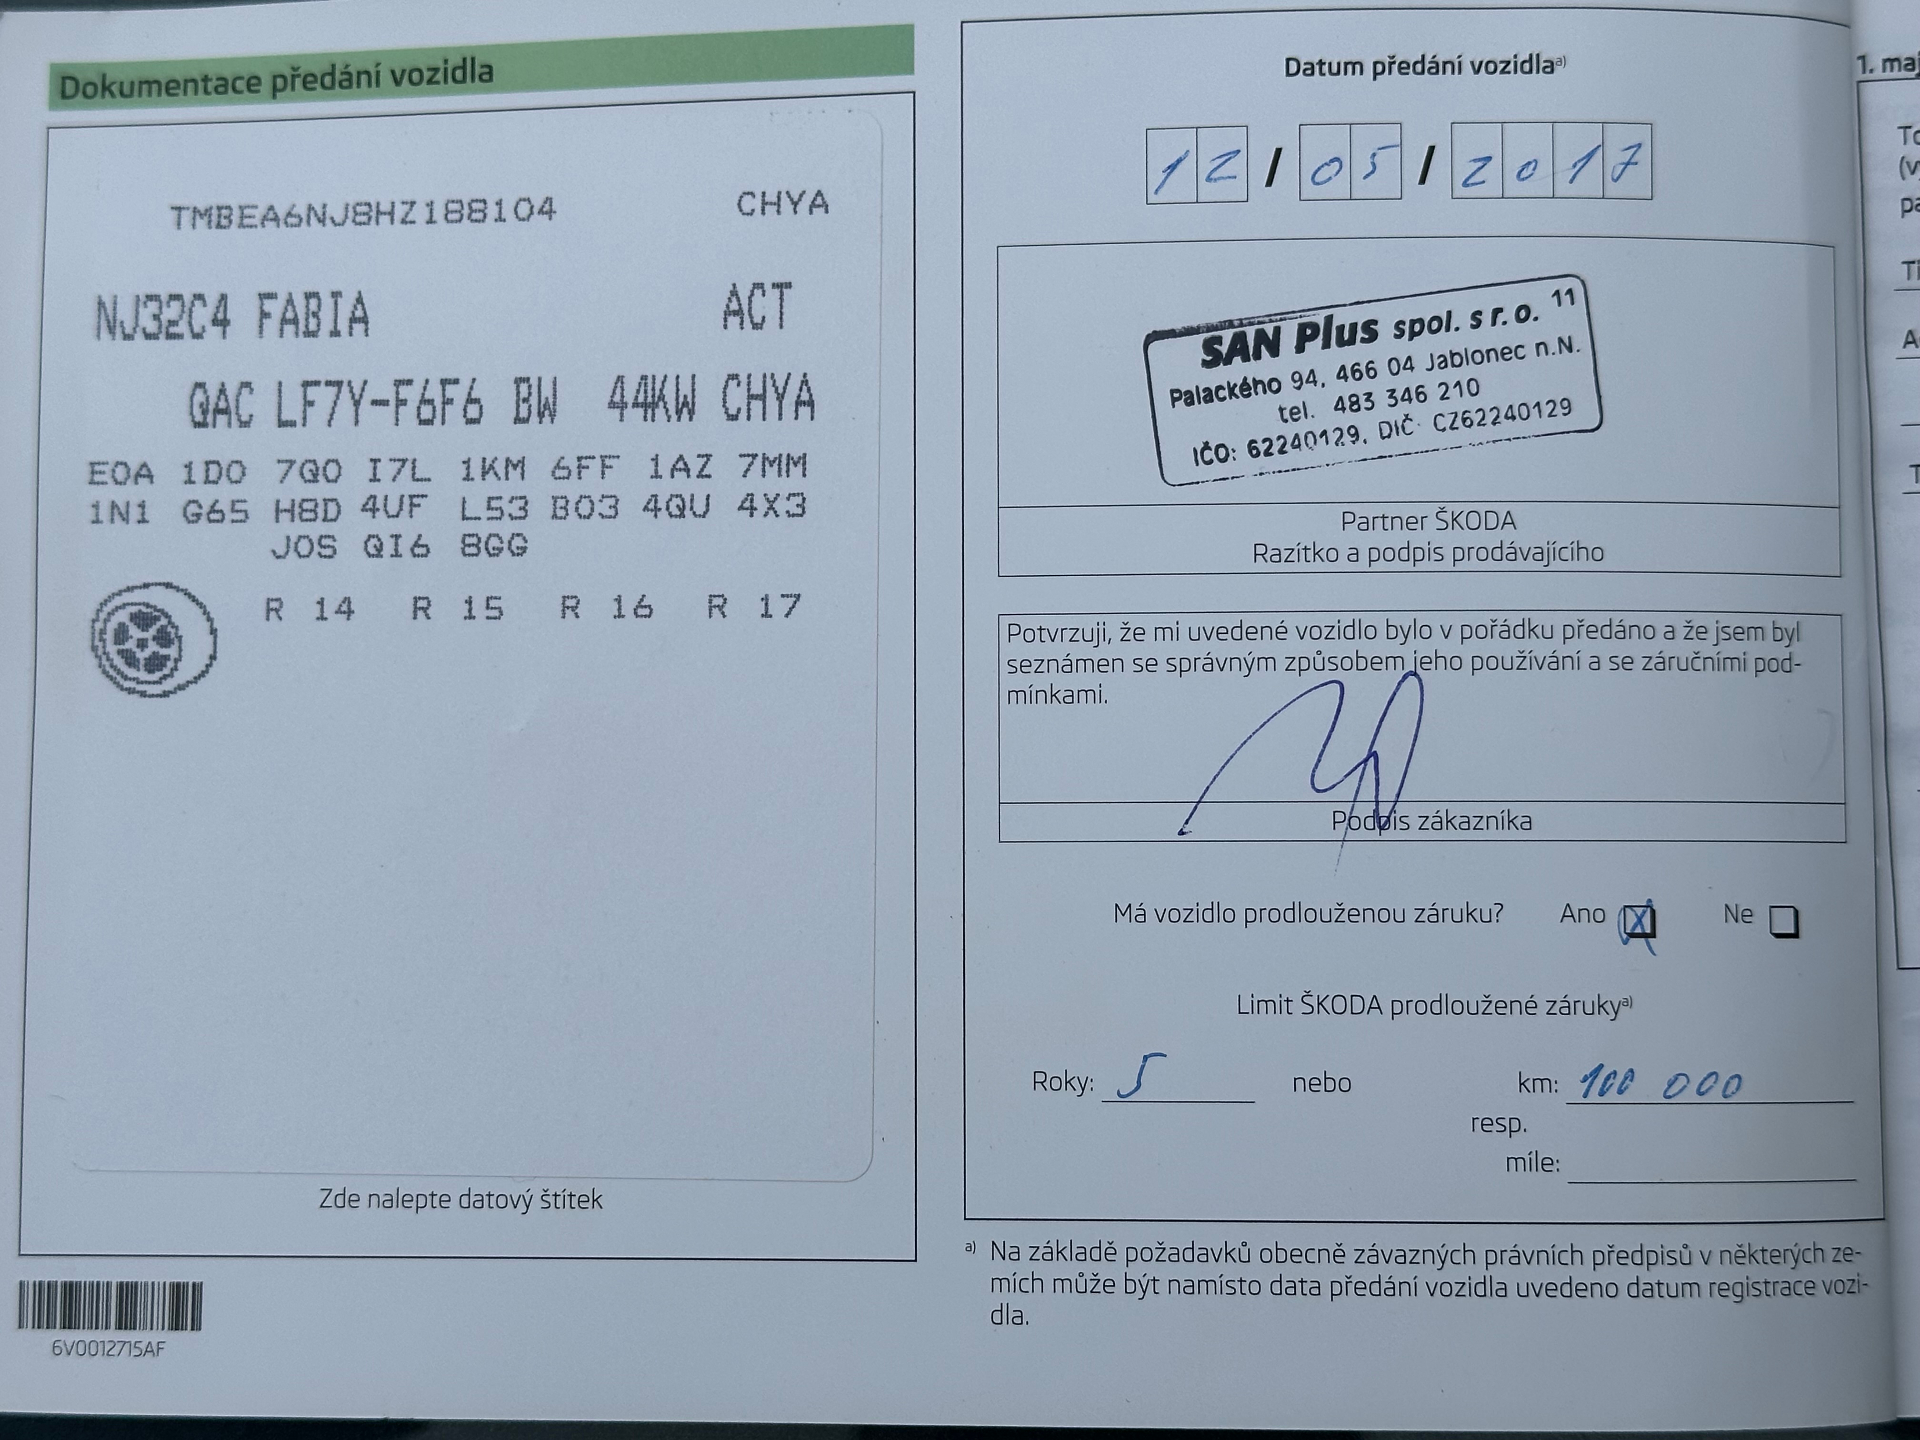 Dokumentace předání vozidla
TMBEA6NJ8HZ188104 CHYA
NJ32C4 FABIA ACT
QAC LF7Y-F6F6 BW 44KW CHYA
E0A 1D0 7Q0 I7L 1KM 6FF 1AZ 7MM
1N1 G65 H8D 4UF L53 B03 4QU 4X3
J0S QI6 8GG
R 14 R 15 R 16 R 17
Zde nalepte datový štítek
6V0012715AF
Datum předání vozidla a)
12 / 05 / 2017
SAN Plus spol. s r.o. 11
Palackého 94, 466 04 Jablonec n.N.
tel. 483 346 210
IČO: 62240129, DIČ: CZ62240129
Partner ŠKODA
Razítko a podpis prodávajícího
Potvrzuji, že mi uvedené vozidlo bylo v pořádku předáno a že jsem byl
seznámen se správným způsobem jeho používání a se záručními pod-
mínkami.
Podpis zákazníka
Má vozidlo prodlouženou záruku? Ano X Ne
Limit ŠKODA prodloužené záruky a)
Roky: 5 nebo km: 100 000
resp.
míle:
a) Na základě požadavků obecně závazných právních předpisů v některých ze-
mích může být namísto data předání vozidla uvedeno datum registrace vozi-
dla.
1. maj